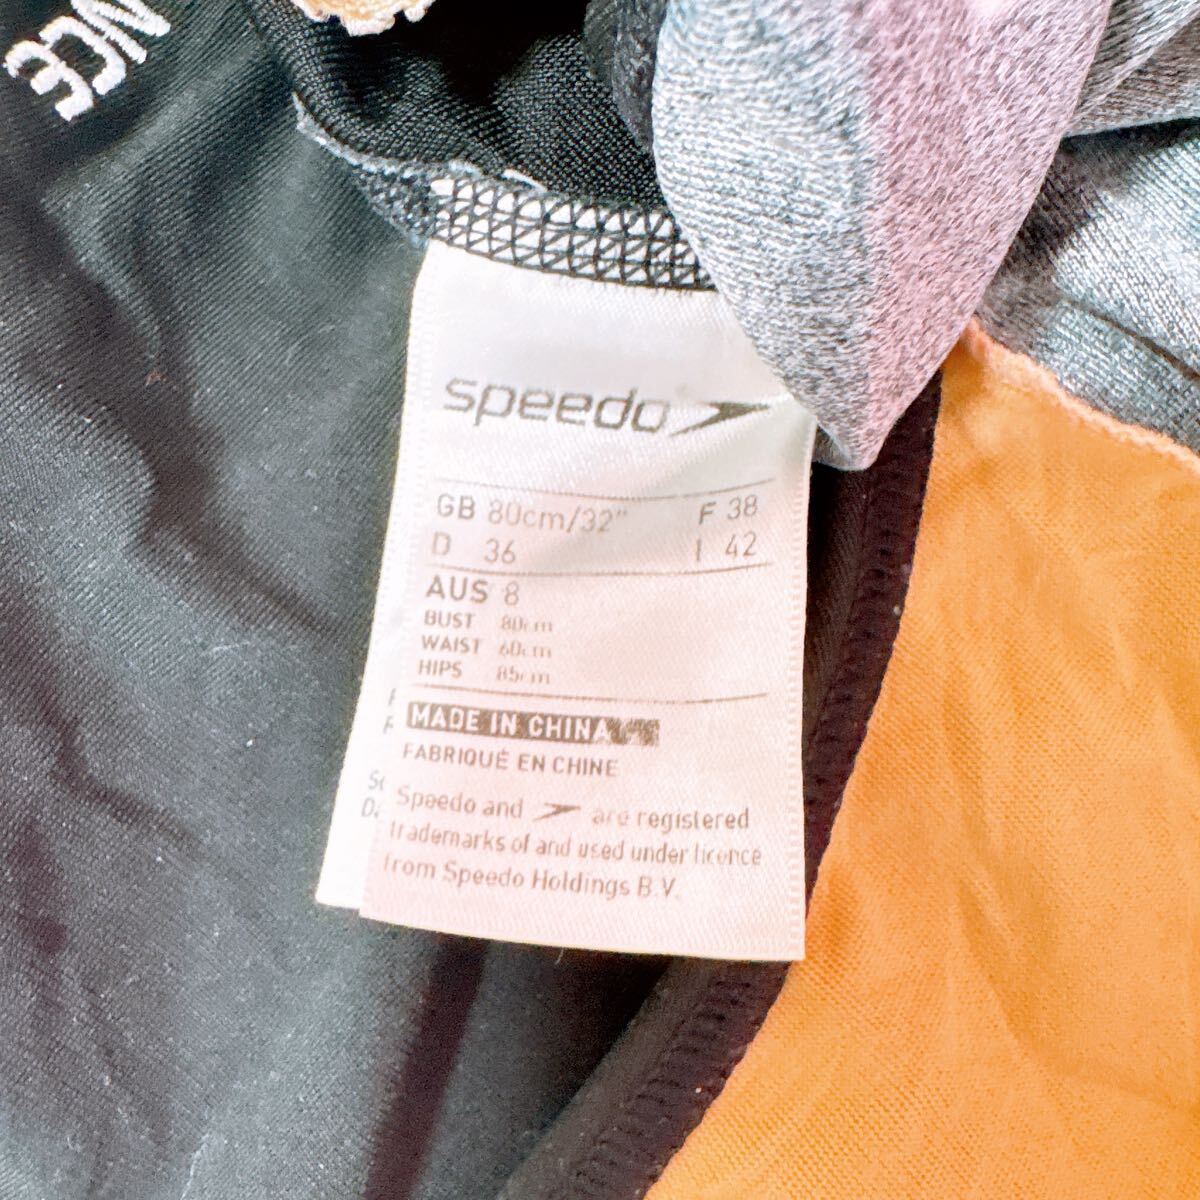 NCE
speedo
GB 80cm/32" F 38
D 36 I 42
AUS 8
BUST 80cm
WAIST 60cm
HIPS 85cm
MADE IN CHINA
FABRIQUÉ EN CHINE
Speedo and are registered
trademarks of and used under licence
from Speedo Holdings B.V.